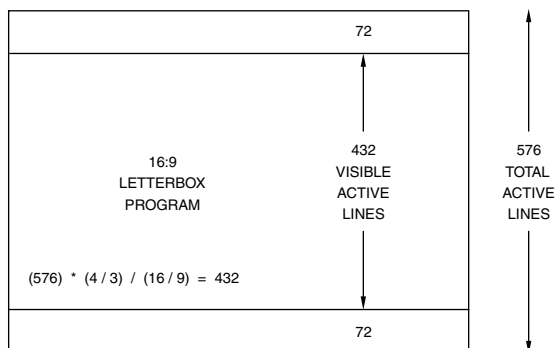 72
16:9
LETTERBOX
PROGRAM
432
VISIBLE
ACTIVE
LINES
576
TOTAL
ACTIVE
LINES
(576) * (4 / 3) / (16 / 9) = 432
72